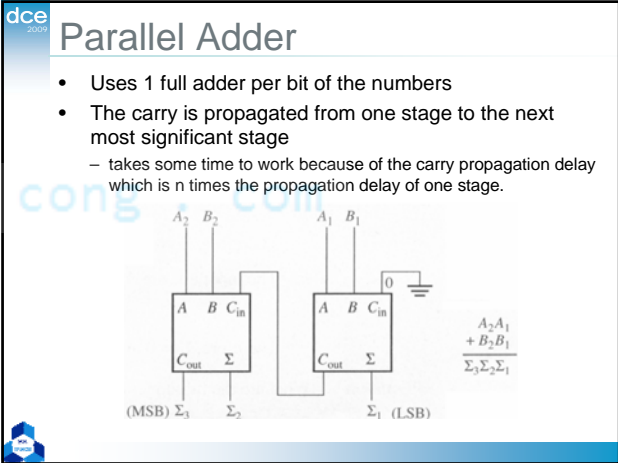 dce
2009
Parallel Adder
• Uses 1 full adder per bit of the numbers
• The carry is propagated from one stage to the next
most significant stage
– takes some time to work because of the carry propagation delay
which is n times the propagation delay of one stage.
cong . com
A₂ B₂ A₁ B₁
0
A B Cin A B Cin
Cout Σ Cout Σ
A₂A₁
+ B₂B₁
Σ₃Σ₂Σ₁
(MSB) Σ₃ Σ₂ Σ₁ (LSB)